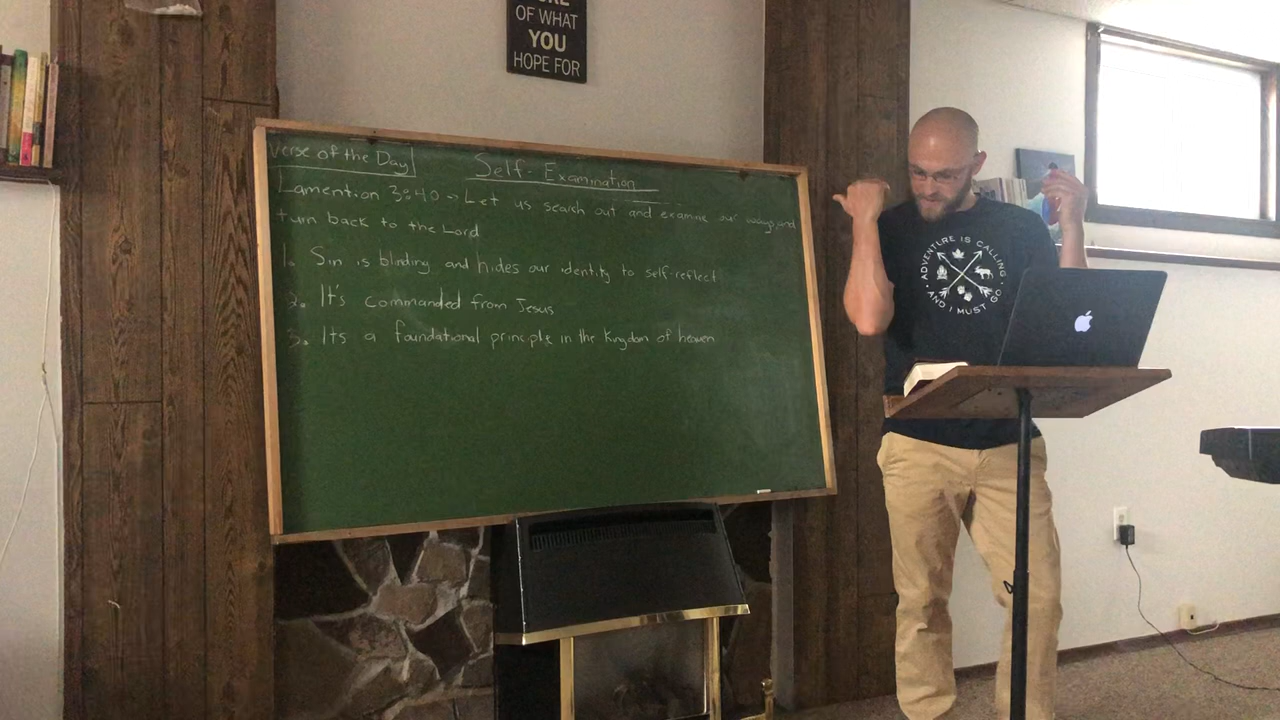 OF WHAT
YOU
HOPE FOR
Verse of the Day
Self-Examination
Lamention 3:40 -> Let us search out and examine our ways, and
turn back to the Lord
1. Sin is blinding and hides our identity to self-reflect
2. It's commanded from Jesus
3. Its a foundational principle in the Kingdom of heaven
ADVENTURE IS CALLING
AND I MUST GO